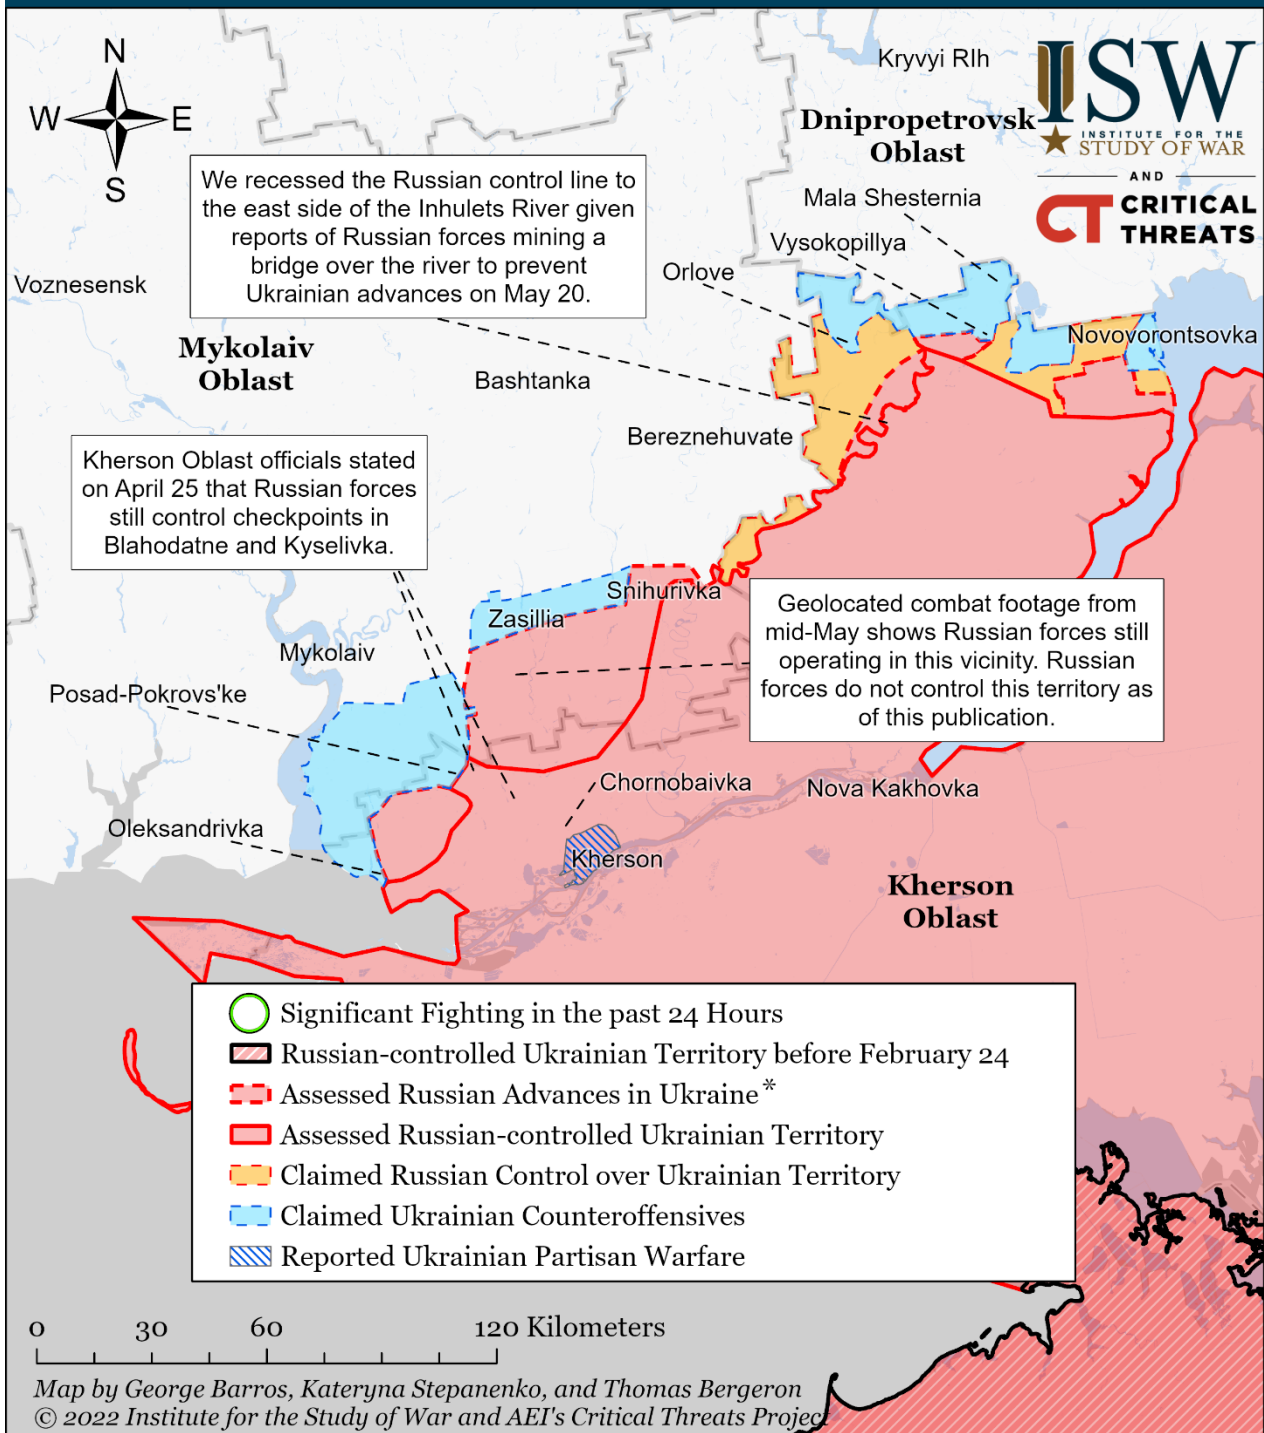 N
W
E
S
Kryvyi RIh
Dnipropetrovsk
Oblast
ISW
INSTITUTE FOR THE
STUDY OF WAR
AND
CT CRITICAL
THREATS
We recessed the Russian control line to
the east side of the Inhulets River given
reports of Russian forces mining a
bridge over the river to prevent
Ukrainian advances on May 20.
Mala Shesternia
Vysokopillya
Orlove
Voznesensk
Mykolaiv
Oblast
Novovorontsovka
Bashtanka
Bereznehuvate
Kherson Oblast officials stated
on April 25 that Russian forces
still control checkpoints in
Blahodatne and Kyselivka.
Snihurivka
Zasillia
Geolocated combat footage from
mid-May shows Russian forces still
operating in this vicinity. Russian
forces do not control this territory as
of this publication.
Mykolaiv
Posad-Pokrovs'ke
Chornobaivka
Nova Kakhovka
Oleksandrivka
Kherson
Kherson
Oblast
Significant Fighting in the past 24 Hours
Russian-controlled Ukrainian Territory before February 24
Assessed Russian Advances in Ukraine*
Assessed Russian-controlled Ukrainian Territory
Claimed Russian Control over Ukrainian Territory
Claimed Ukrainian Counteroffensives
Reported Ukrainian Partisan Warfare
0 30 60 120 Kilometers
Map by George Barros, Kateryna Stepanenko, and Thomas Bergeron
© 2022 Institute for the Study of War and AEI's Critical Threats Project